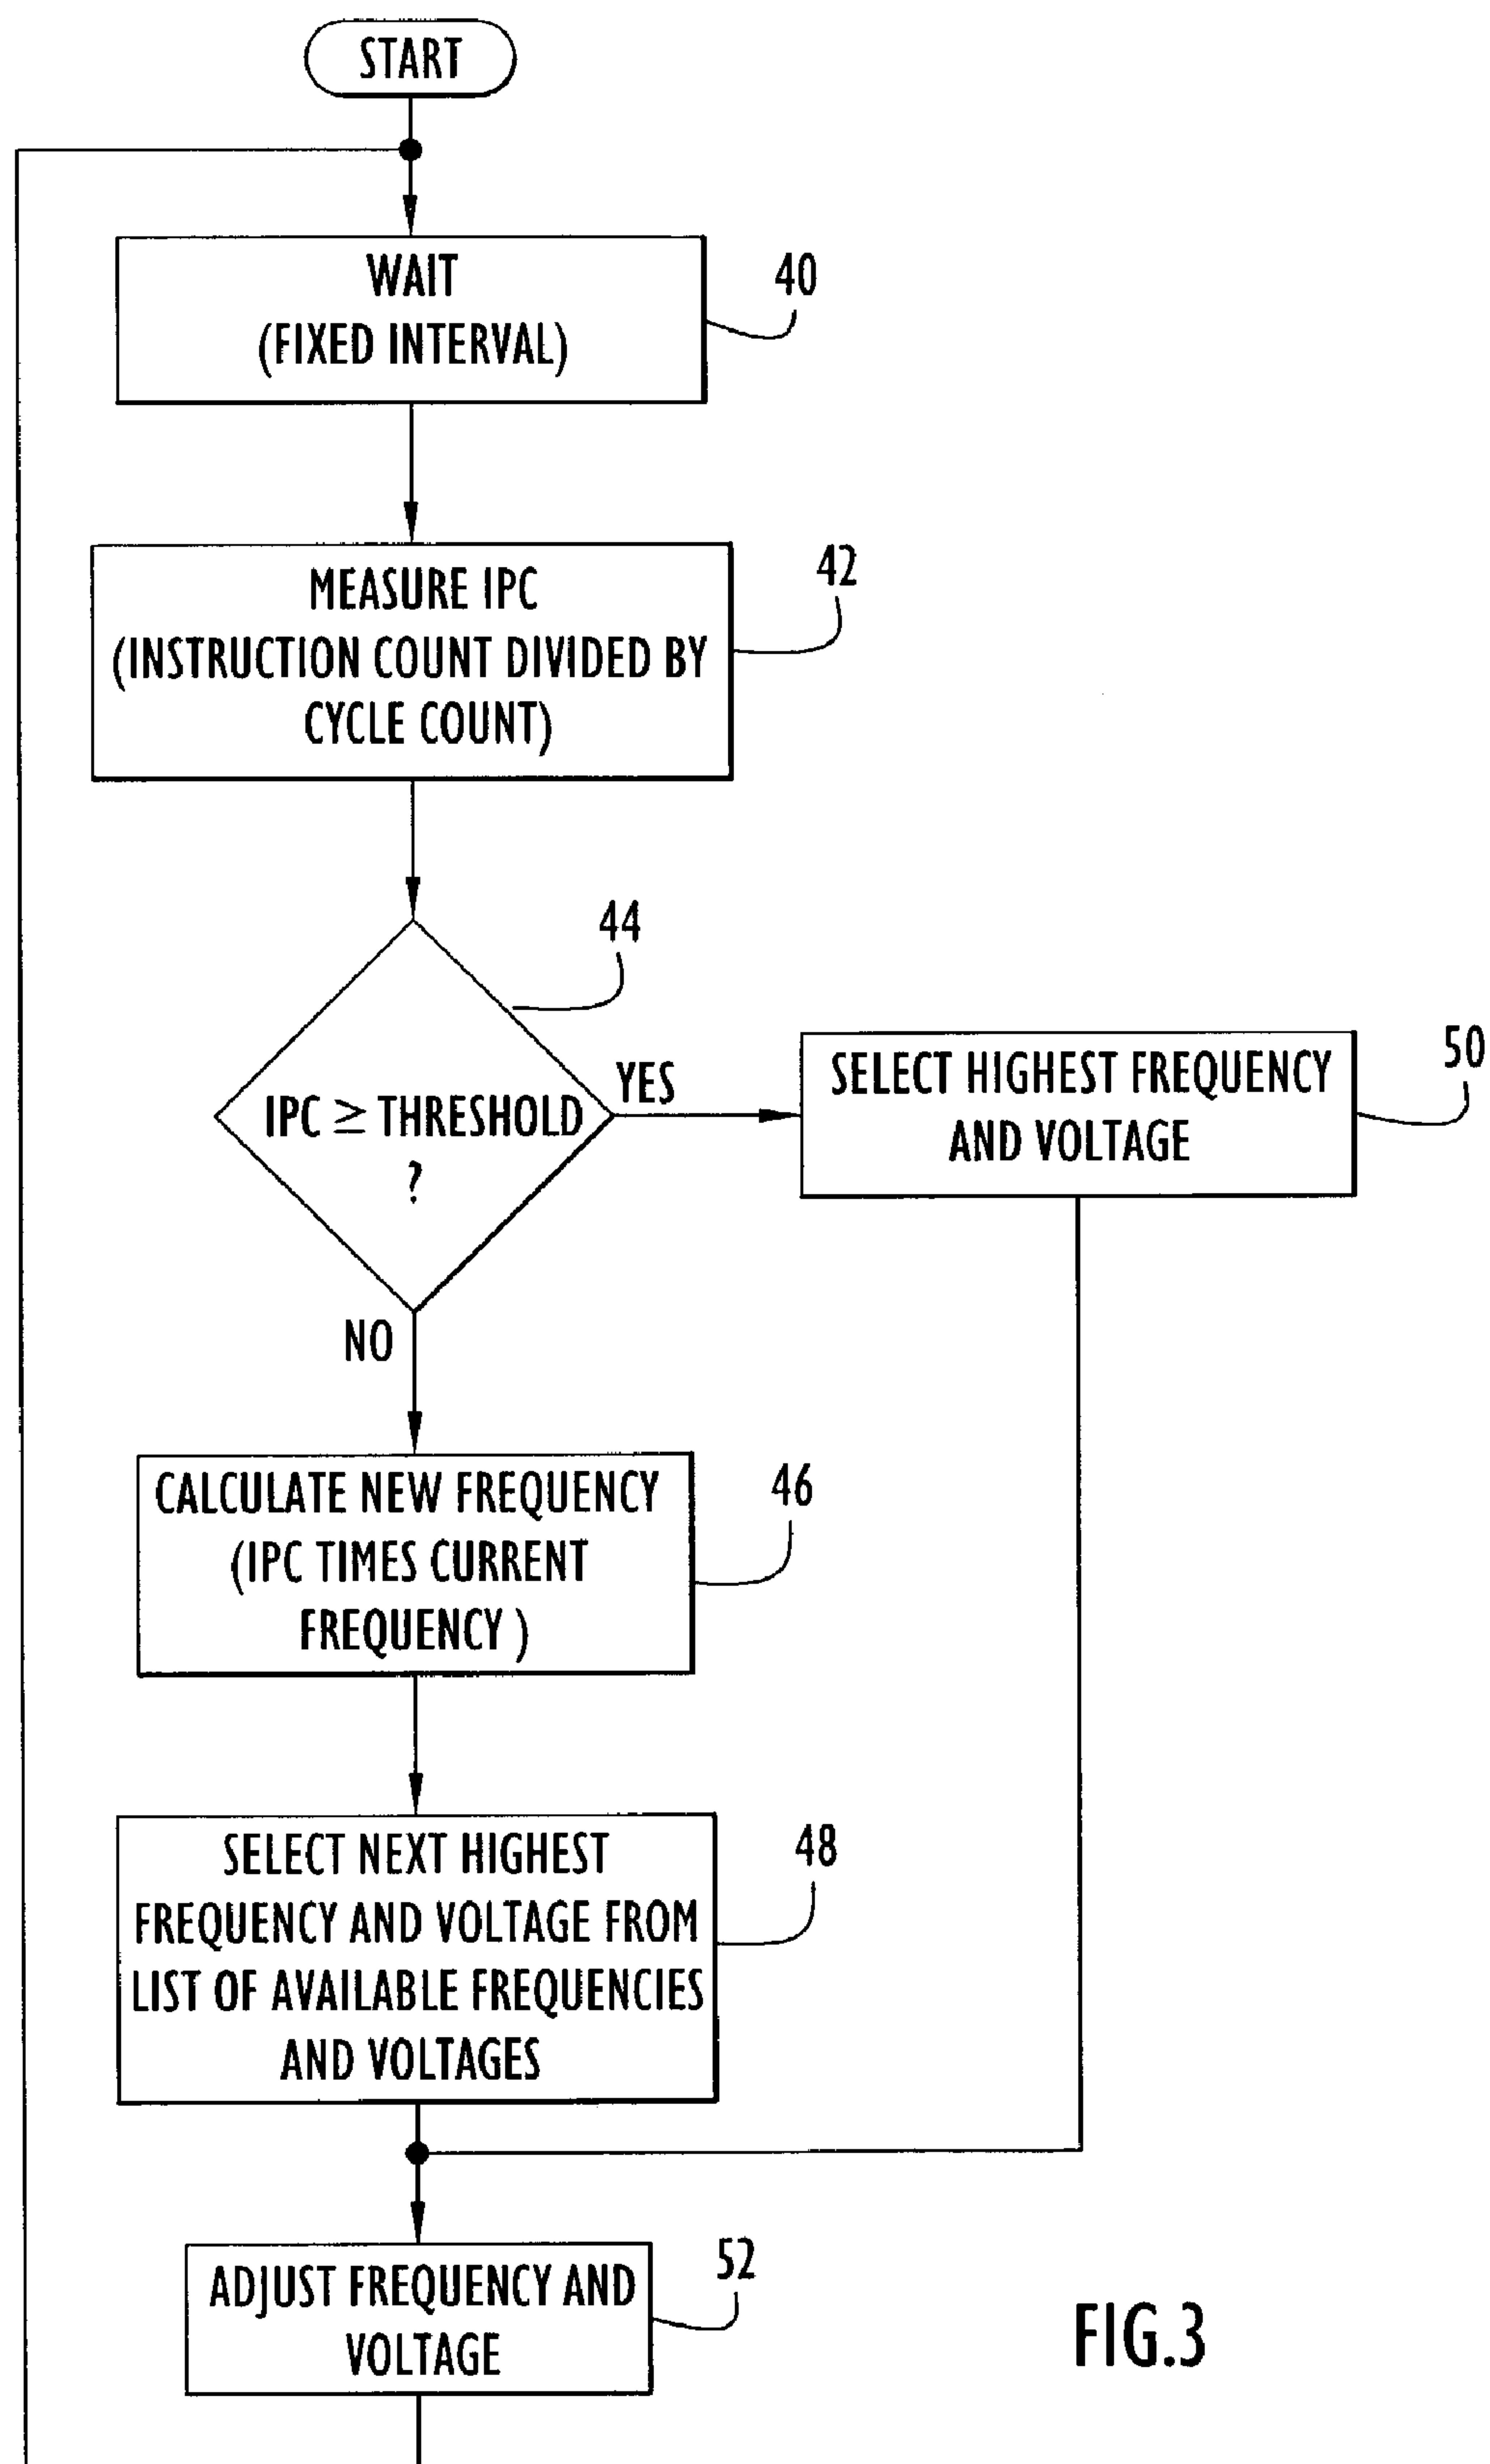 START
WAIT
(FIXED INTERVAL)
40
MEASURE IPC
(INSTRUCTION COUNT DIVIDED BY
CYCLE COUNT)
42
44
IPC ≥ THRESHOLD
?
YES
NO
SELECT HIGHEST FREQUENCY
AND VOLTAGE
50
CALCULATE NEW FREQUENCY
(IPC TIMES CURRENT
FREQUENCY )
46
SELECT NEXT HIGHEST
FREQUENCY AND VOLTAGE FROM
LIST OF AVAILABLE FREQUENCIES
AND VOLTAGES
48
ADJUST FREQUENCY AND
VOLTAGE
52
FIG.3